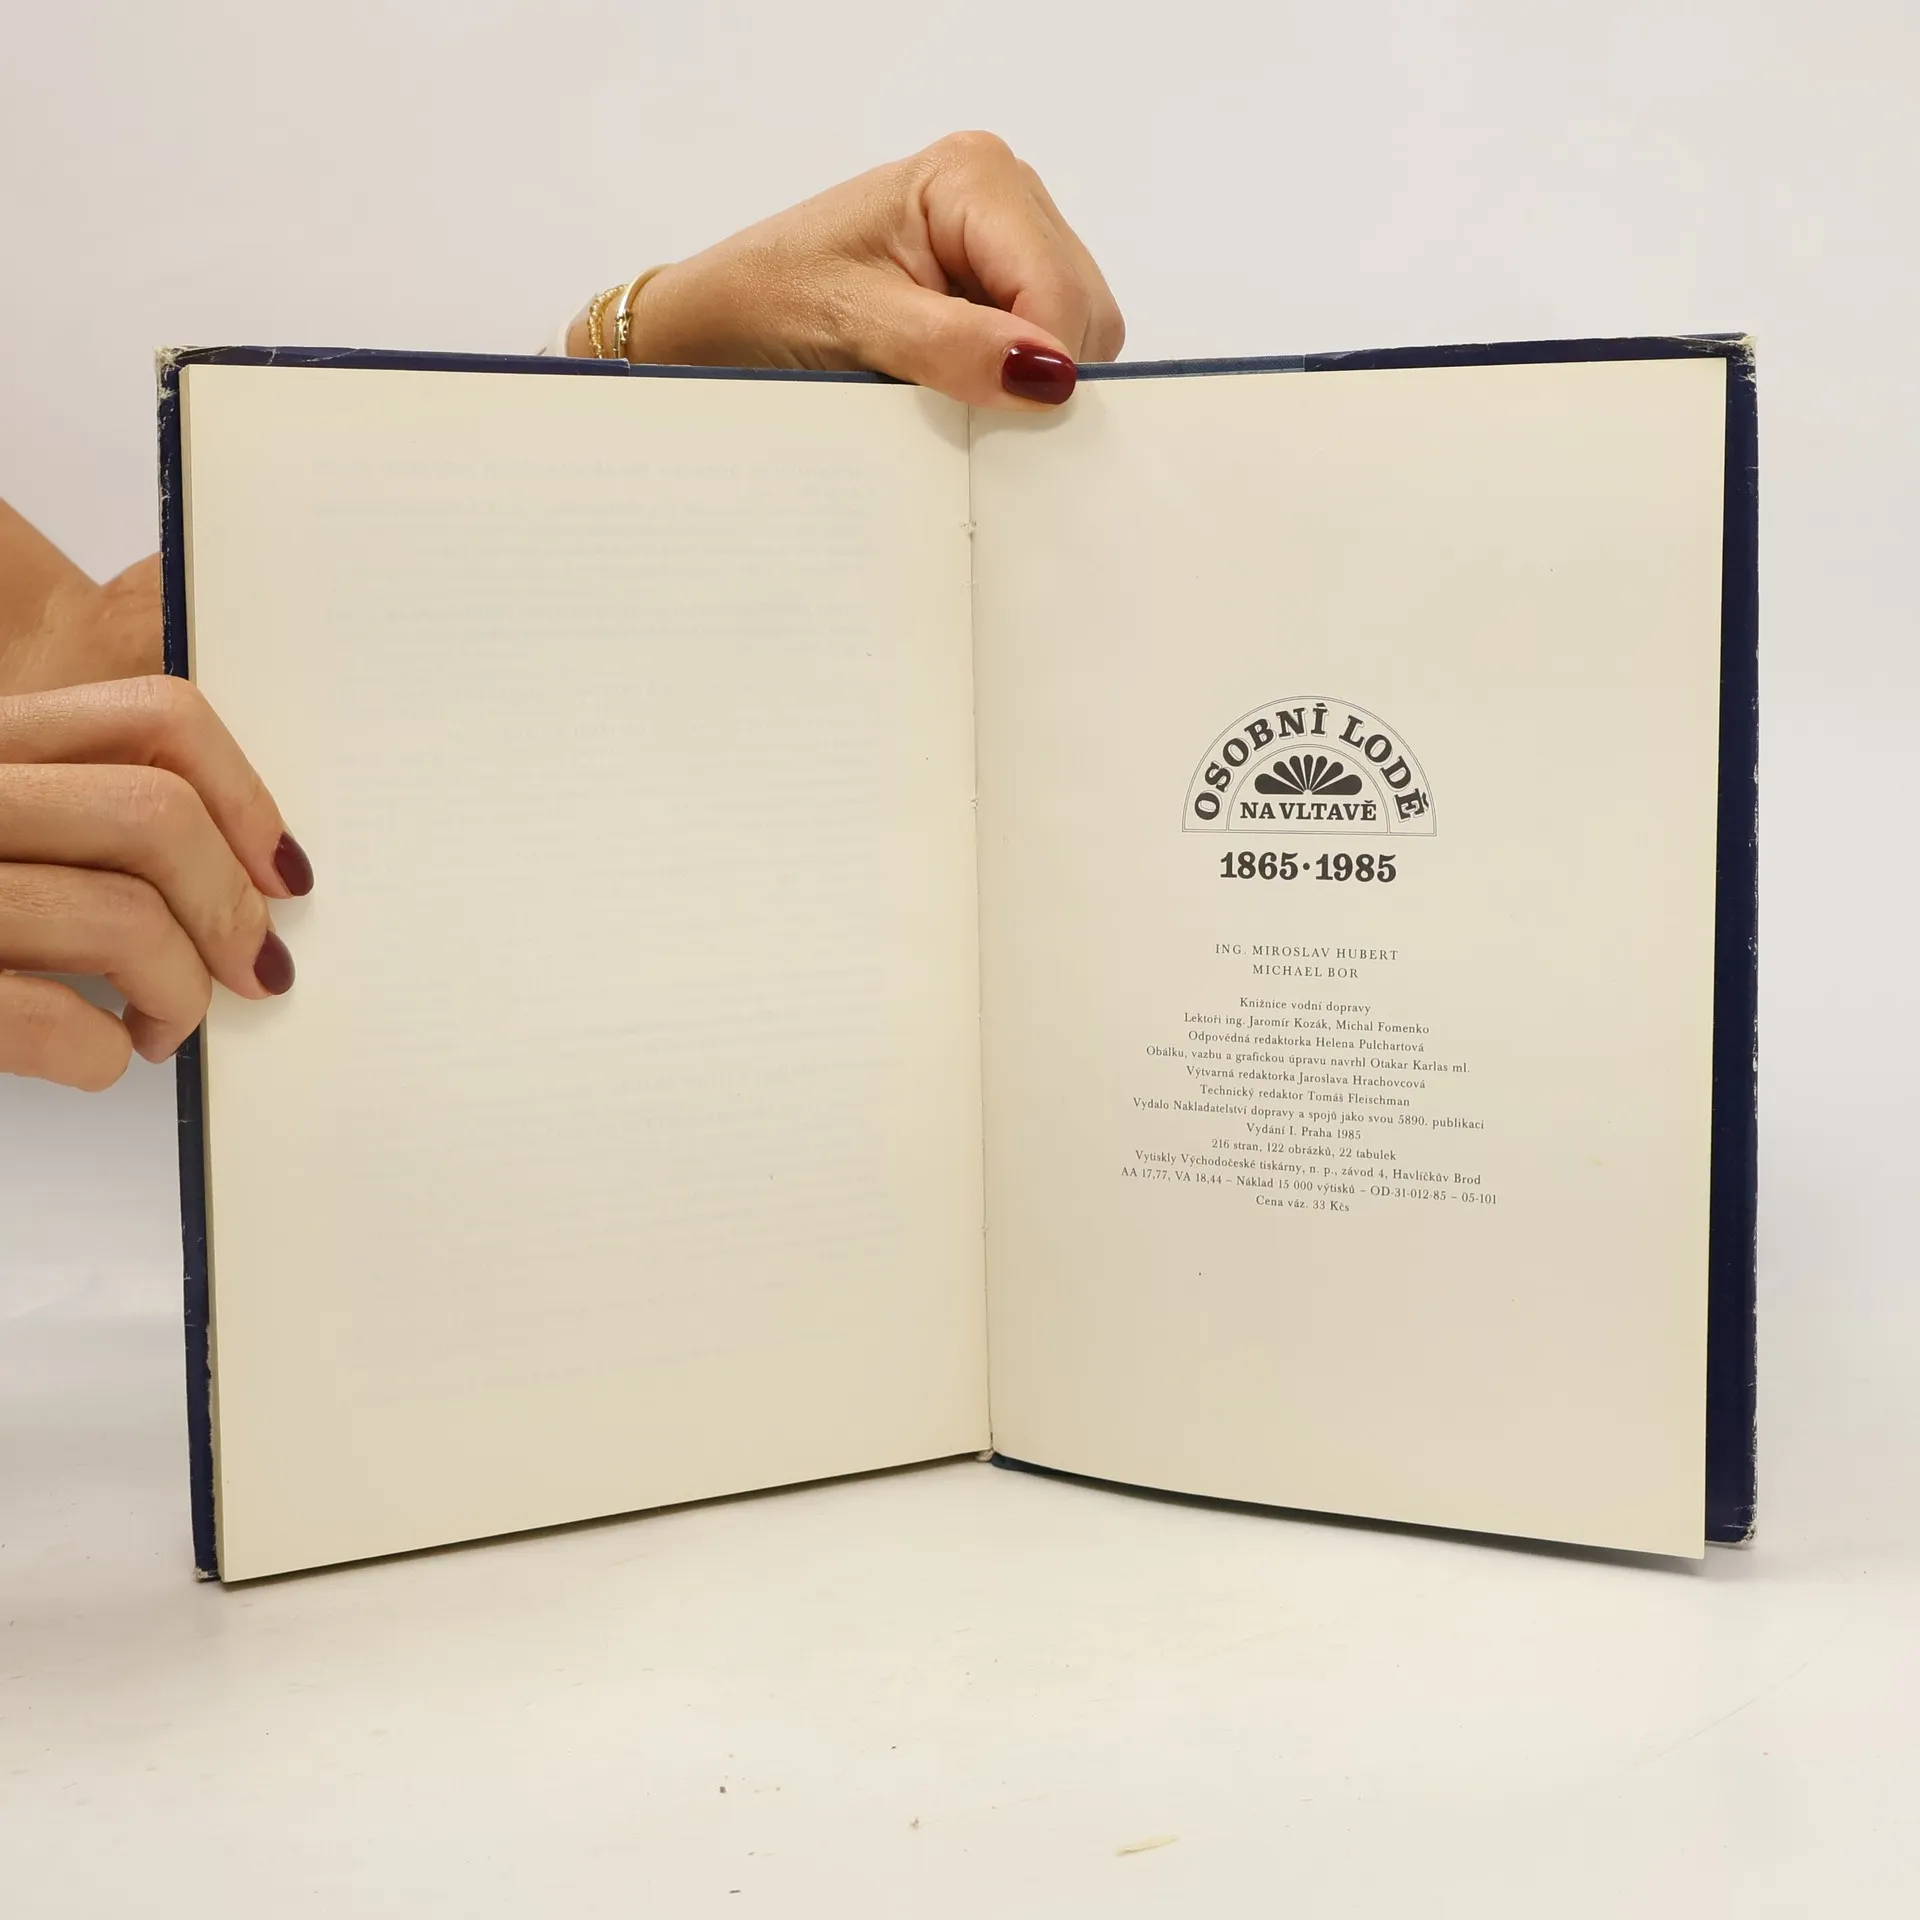 OSOBNÍ LODĚ
NA VLTAVĚ
1865·1985
ING. MIROSLAV HUBERT
MICHAEL BOR
Knižnice vodní dopravy
Lektoři ing. Jaromír Kozák, Michal Fomenko
Odpovědná redaktorka Helena Pulchartová
Obálku, vazbu a grafickou úpravu navrhl Otakar Karlas ml.
Výtvarná redaktorka Jaroslava Hrachovcová
Technický redaktor Tomáš Fleischman
Vydalo Nakladatelství dopravy a spojů jako svou 5890. publikaci
Vydání I. Praha 1985
216 stran, 122 obrázků, 22 tabulek
Vytiskly Východočeské tiskárny, n. p., závod 4, Havlíčkův Brod
AA 17,77, VA 18,44 – Náklad 15 000 výtisků – OD-31-012-85 – 05-101
Cena váz. 33 Kčs